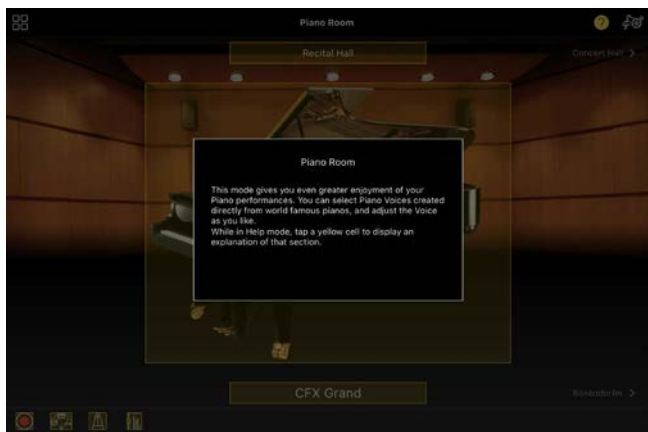 Piano Room
?
Recital Hall
Concert Hall >
Piano Room
This mode gives you even greater enjoyment of your
Piano performances. You can select Piano Voices created
directly from world famous pianos, and adjust the Voice
as you like.
While in Help mode, tap a yellow cell to display an
explanation of that section.
CFX Grand
Bösendorfer >